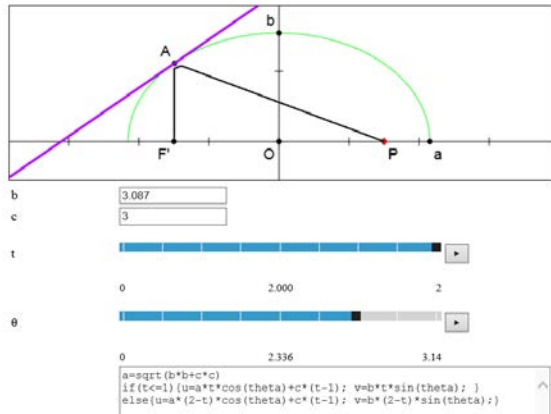 b
A
F' O P a
b 3.087
c 3
t
0 2.000 2
θ
0 2.336 3.14
a=sqrt(b*b+c*c)
if(t<=1){u=a*t*cos(theta)+c*(t-1); v=b*t*sin(theta); }
else{u=a*(2-t)*cos(theta)+c*(t-1); v=b*(2-t)*sin(theta);}